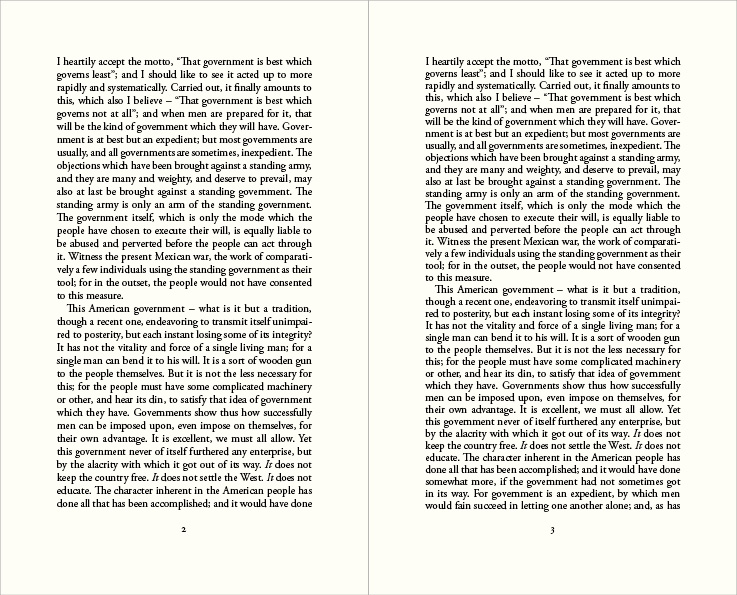 I heartily accept the motto, “That government is best which
governs least”; and I should like to see it acted up to more
rapidly and systematically. Carried out, it finally amounts to
this, which also I believe – “That government is best which
governs not at all”; and when men are prepared for it, that
will be the kind of government which they will have. Gover-
nment is at best but an expedient; but most governments are
usually, and all governments are sometimes, inexpedient. The
objections which have been brought against a standing army,
and they are many and weighty, and deserve to prevail, may
also at last be brought against a standing government. The
standing army is only an arm of the standing government.
The government itself, which is only the mode which the
people have chosen to execute their will, is equally liable to
be abused and perverted before the people can act through
it. Witness the present Mexican war, the work of comparati-
vely a few individuals using the standing government as their
tool; for in the outset, the people would not have consented
to this measure.
This American government – what is it but a tradition,
though a recent one, endeavoring to transmit itself unimpai-
red to posterity, but each instant losing some of its integrity?
It has not the vitality and force of a single living man; for a
single man can bend it to his will. It is a sort of wooden gun
to the people themselves. But it is not the less necessary for
this; for the people must have some complicated machinery
or other, and hear its din, to satisfy that idea of government
which they have. Governments show thus how successfully
men can be imposed upon, even impose on themselves, for
their own advantage. It is excellent, we must all allow. Yet
this government never of itself furthered any enterprise, but
by the alacrity with which it got out of its way. It does not
keep the country free. It does not settle the West. It does not
educate. The character inherent in the American people has
done all that has been accomplished; and it would have done
2
I heartily accept the motto, “That government is best which
governs least”; and I should like to see it acted up to more
rapidly and systematically. Carried out, it finally amounts to
this, which also I believe – “That government is best which
governs not at all”; and when men are prepared for it, that
will be the kind of government which they will have. Gover-
nment is at best but an expedient; but most governments are
usually, and all governments are sometimes, inexpedient. The
objections which have been brought against a standing army,
and they are many and weighty, and deserve to prevail, may
also at last be brought against a standing government. The
standing army is only an arm of the standing government.
The government itself, which is only the mode which the
people have chosen to execute their will, is equally liable to
be abused and perverted before the people can act through
it. Witness the present Mexican war, the work of comparati-
vely a few individuals using the standing government as their
tool; for in the outset, the people would not have consented
to this measure.
This American government – what is it but a tradition,
though a recent one, endeavoring to transmit itself unimpai-
red to posterity, but each instant losing some of its integrity?
It has not the vitality and force of a single living man; for a
single man can bend it to his will. It is a sort of wooden gun
to the people themselves. But it is not the less necessary for
this; for the people must have some complicated machinery
or other, and hear its din, to satisfy that idea of government
which they have. Governments show thus how successfully
men can be imposed upon, even impose on themselves, for
their own advantage. It is excellent, we must all allow. Yet
this government never of itself furthered any enterprise, but
by the alacrity with which it got out of its way. It does not
keep the country free. It does not settle the West. It does not
educate. The character inherent in the American people has
done all that has been accomplished; and it would have done
somewhat more, if the government had not sometimes got
in its way. For government is an expedient, by which men
would fain succeed in letting one another alone; and, as has
3